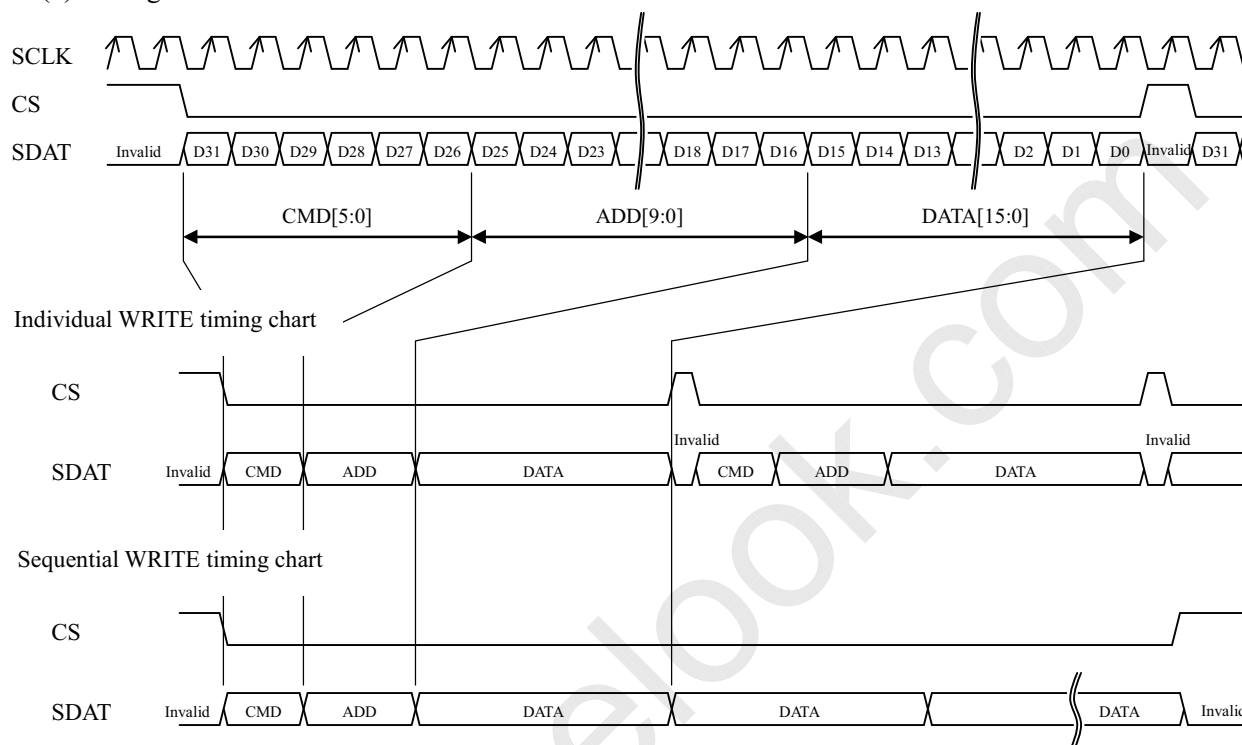 SCLK
CS
SDAT Invalid D31 D30 D29 D28 D27 D26 D25 D24 D23 D18 D17 D16 D15 D14 D13 D2 D1 D0 Invalid D31
CMD[5:0] ADD[9:0] DATA[15:0]
Individual WRITE timing chart
CS
Invalid Invalid
SDAT Invalid CMD ADD DATA CMD ADD DATA
Sequential WRITE timing chart
CS
SDAT Invalid CMD ADD DATA DATA DATA Invalid
elook.com